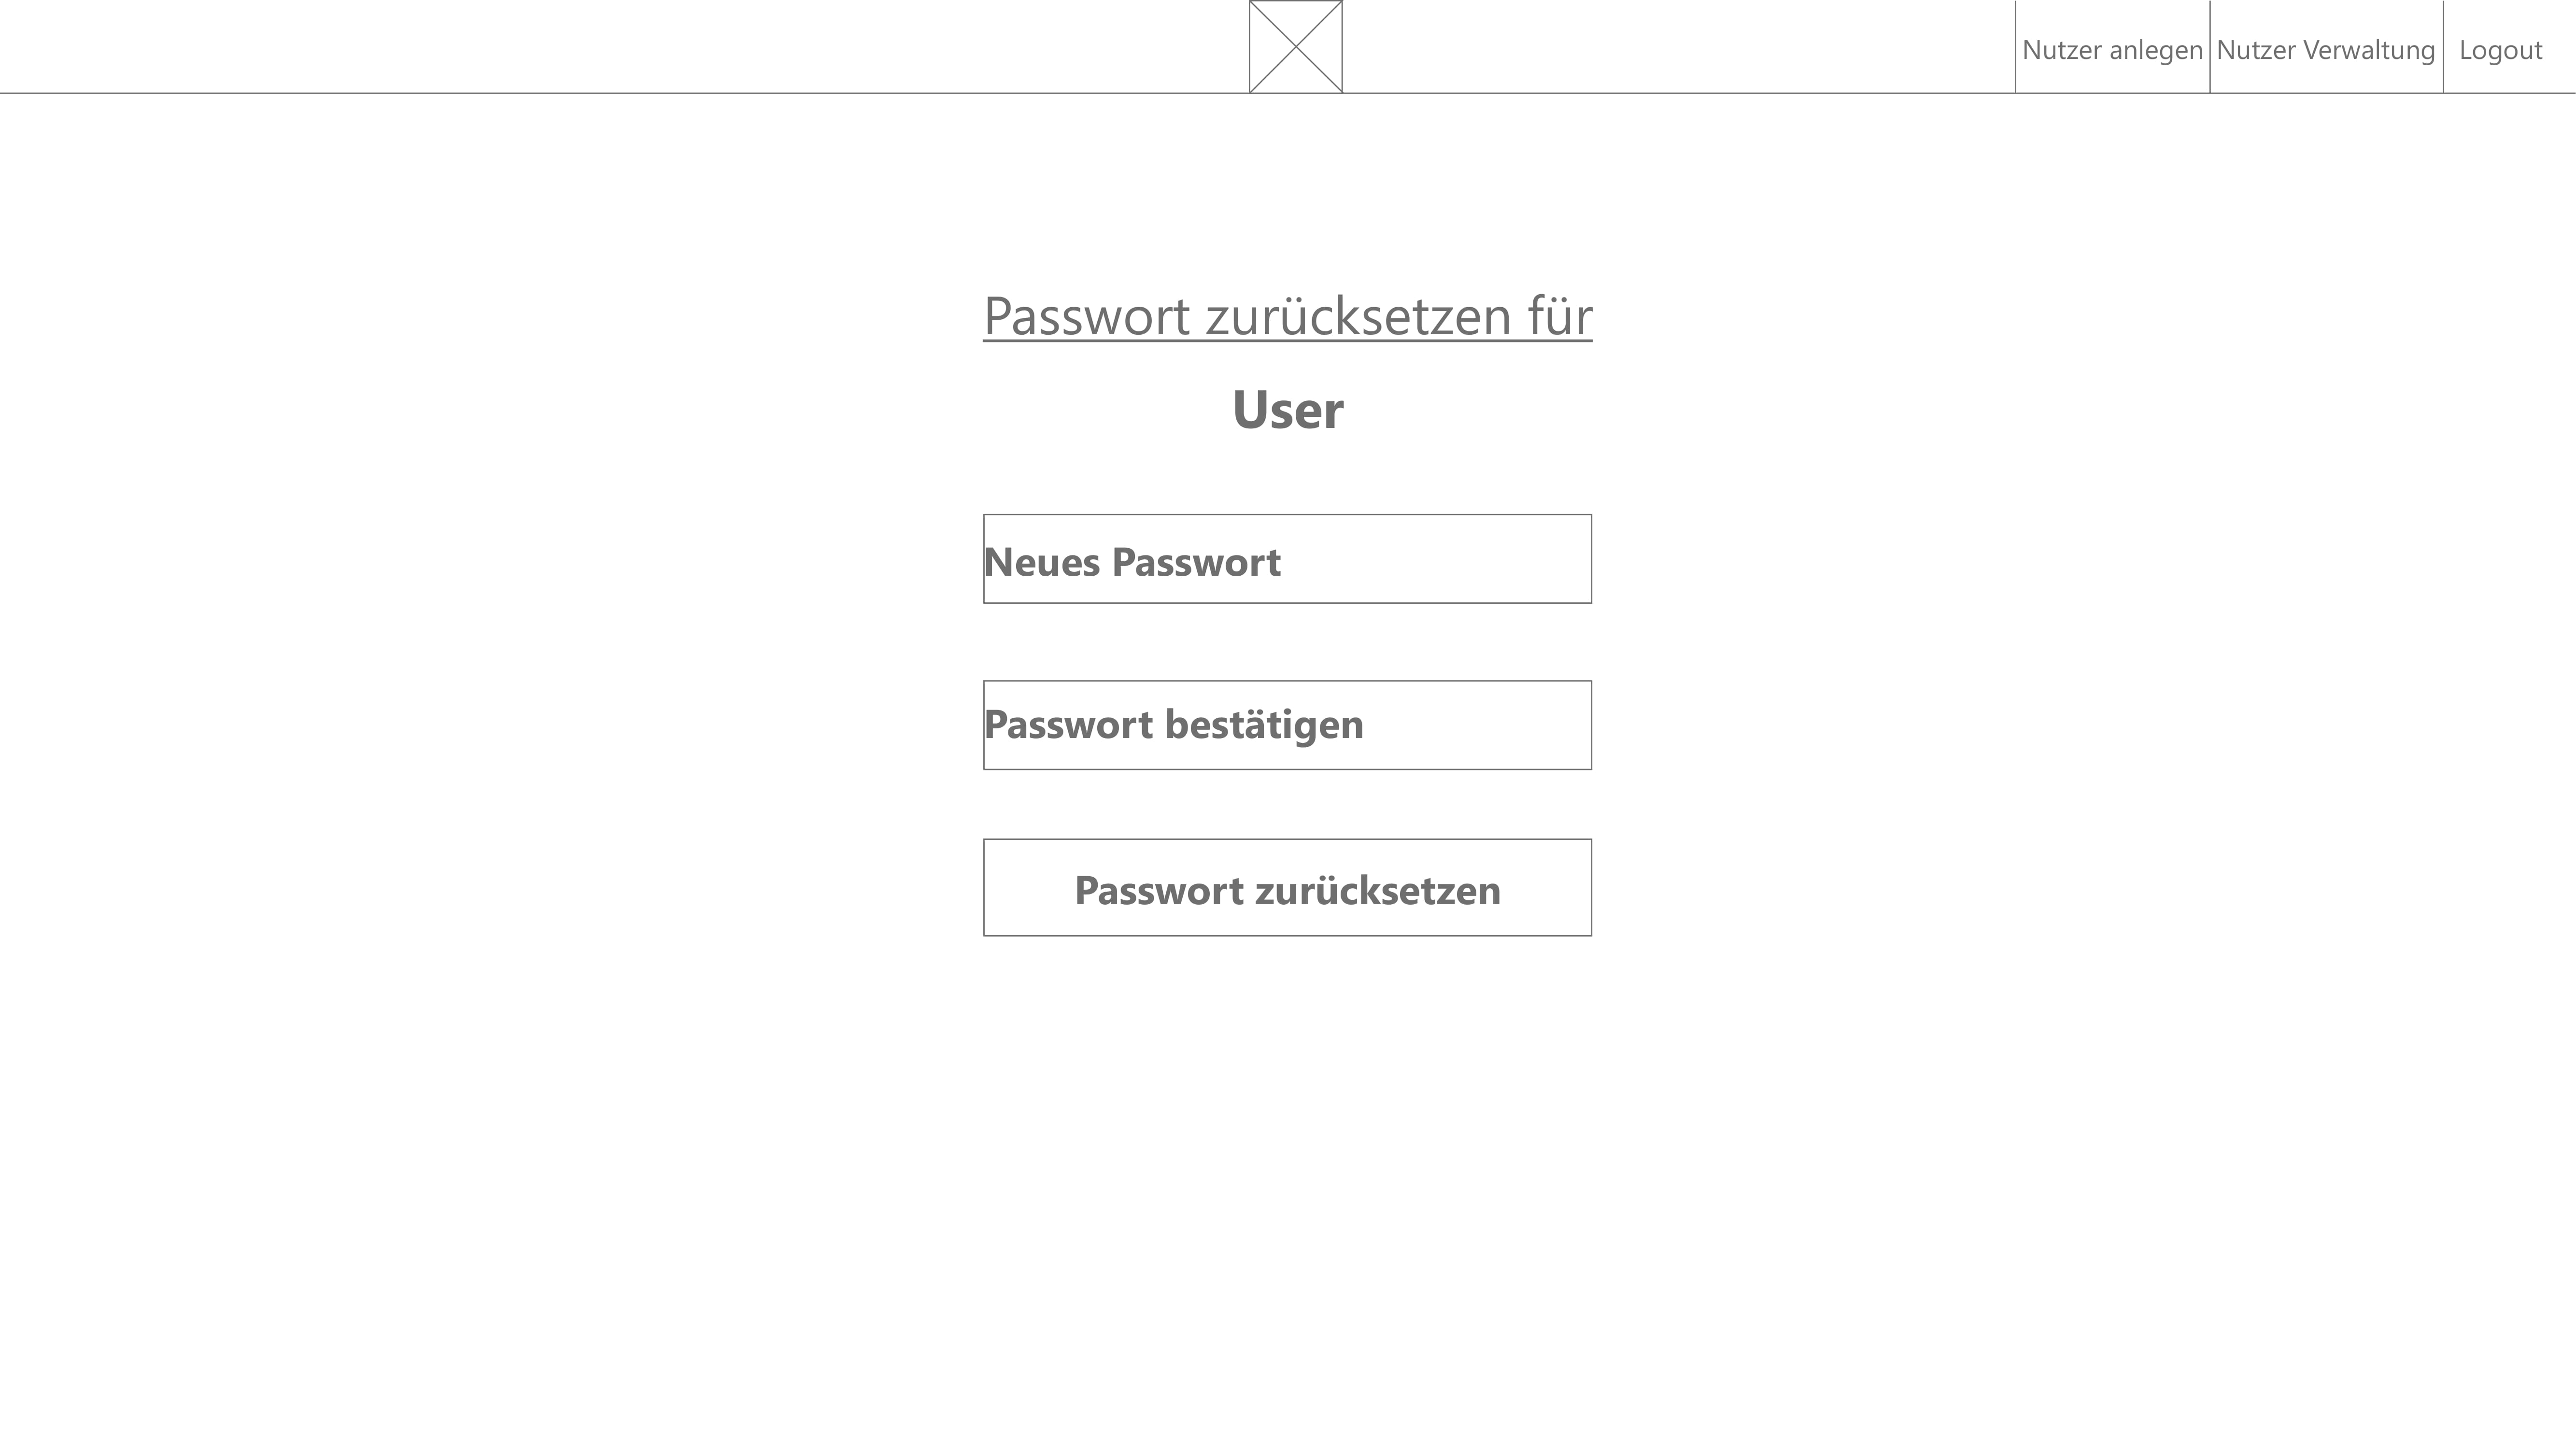 Nutzer anlegen Nutzer Verwaltung Logout
Passwort zurücksetzen für
User
Neues Passwort
Passwort bestätigen
Passwort zurücksetzen